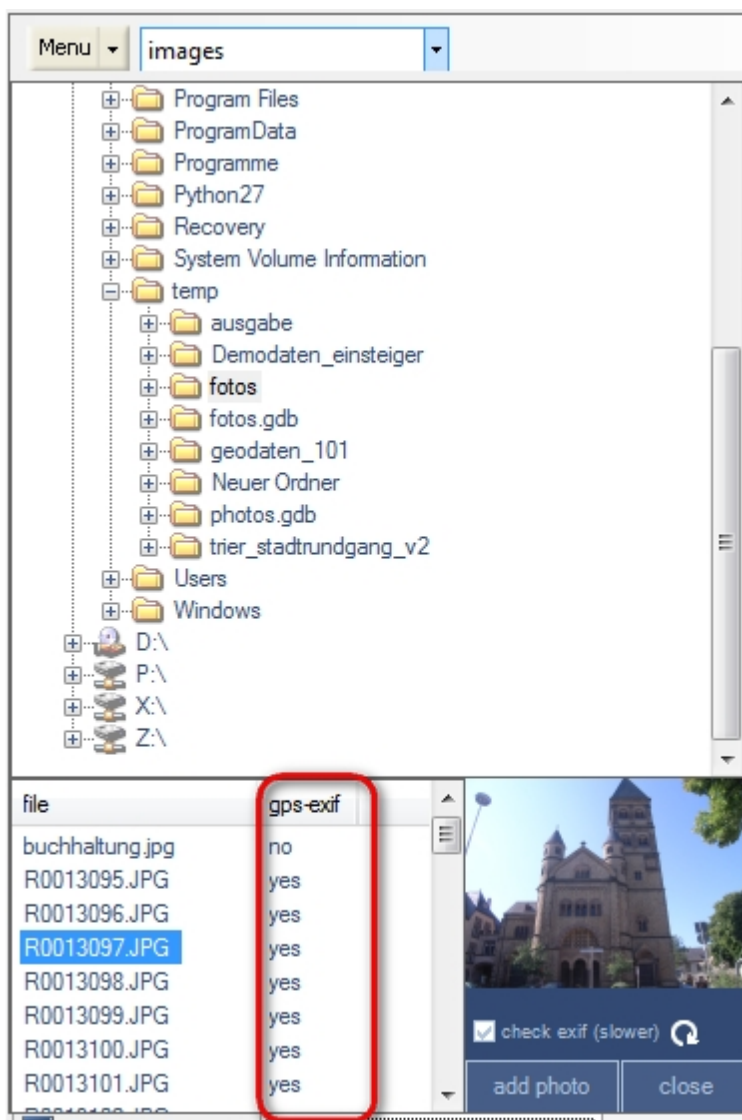 Menu images
Program Files
ProgramData
Programme
Python27
Recovery
System Volume Information
temp
ausgabe
Demodaten_einsteiger
fotos
fotos.gdb
geodaten_101
Neuer Ordner
photos.gdb
trier_stadtrundgang_v2
Users
Windows
D:\
P:\
X:\
Z:\
file gps-exif
buchhaltung.jpg no
R0013095.JPG yes
R0013096.JPG yes
R0013097.JPG yes
R0013098.JPG yes
R0013099.JPG yes
R0013100.JPG yes
R0013101.JPG yes
check exif (slower)
add photo close